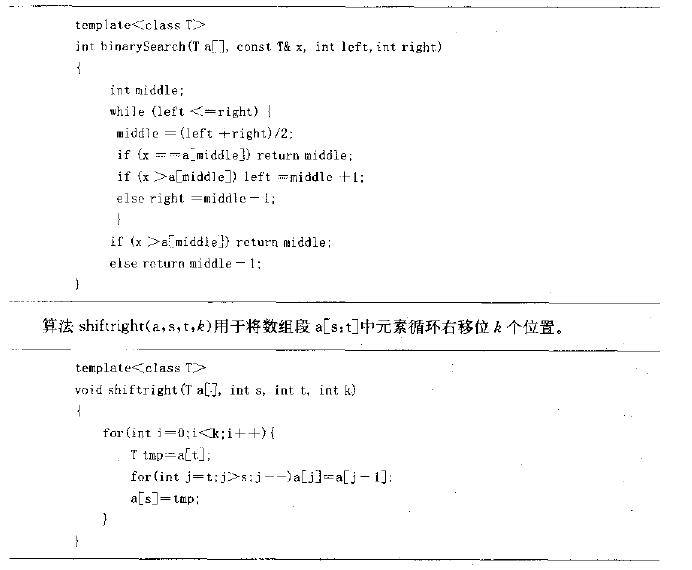 template<class T>
int binarySearch(T a[], const T& x, int left, int right)
{
int middle;
while (left <=right) {
middle =(left +right)/2;
if (x ==a[middle]) return middle;
if (x >a[middle]) left =middle +1;
else right =middle-1;
}
if (x >a[middle]) return middle;
else return middle-1;
}
算法 shiftright(a,s,t,k)用于将数组段 a[s:t]中元素循环右移位 k 个位置。
template<class T>
void shiftright(T a[], int s, int t, int k)
{
for(int i=0;i<k;i++){
T tmp=a[t];
for(int j=t;j>s;j--)a[j]=a[j-1];
a[s]=tmp;
}
}